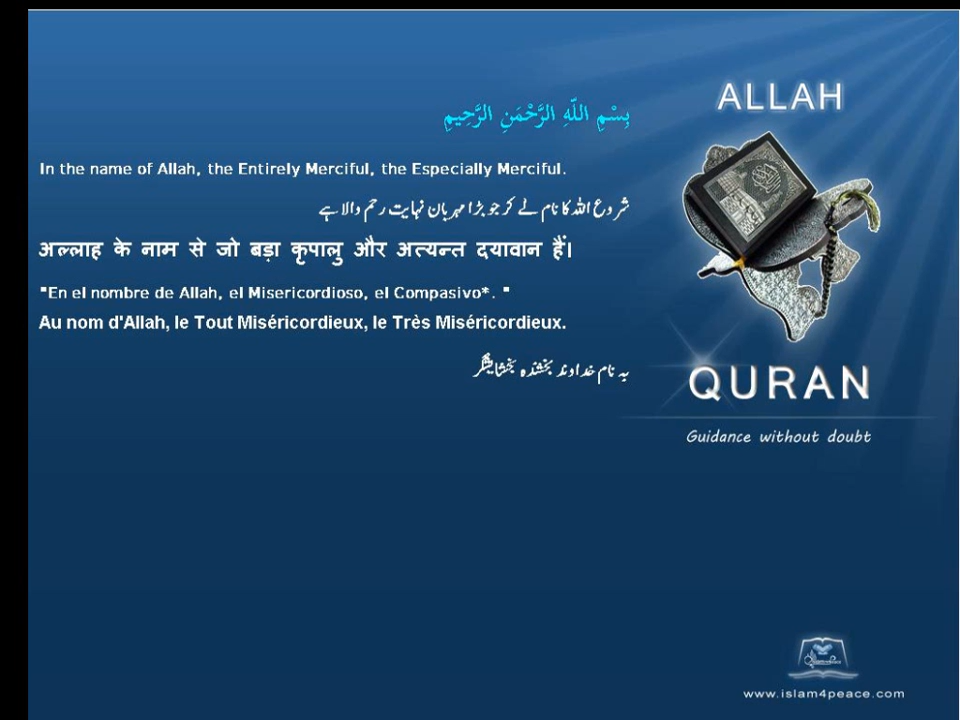 بِسْمِ اللَّهِ الرَّحْمَنِ الرَّحِيمِ
In the name of Allah, the Entirely Merciful, the Especially Merciful.
شروع الله کا نام لے کر جو بڑا مہربان نہایت رحم والا ہے
अल्लाह के नाम से जो बड़ा कृपालु और अत्यन्त दयावान हैं।
"En el nombre de Allah, el Misericordioso, el Compasivo*. "
Au nom d'Allah, le Tout Miséricordieux, le Très Miséricordieux.
به نام خداوند بخشنده بخشایشگر
ALLAH
QURAN
Guidance without doubt
www.islam4peace.com